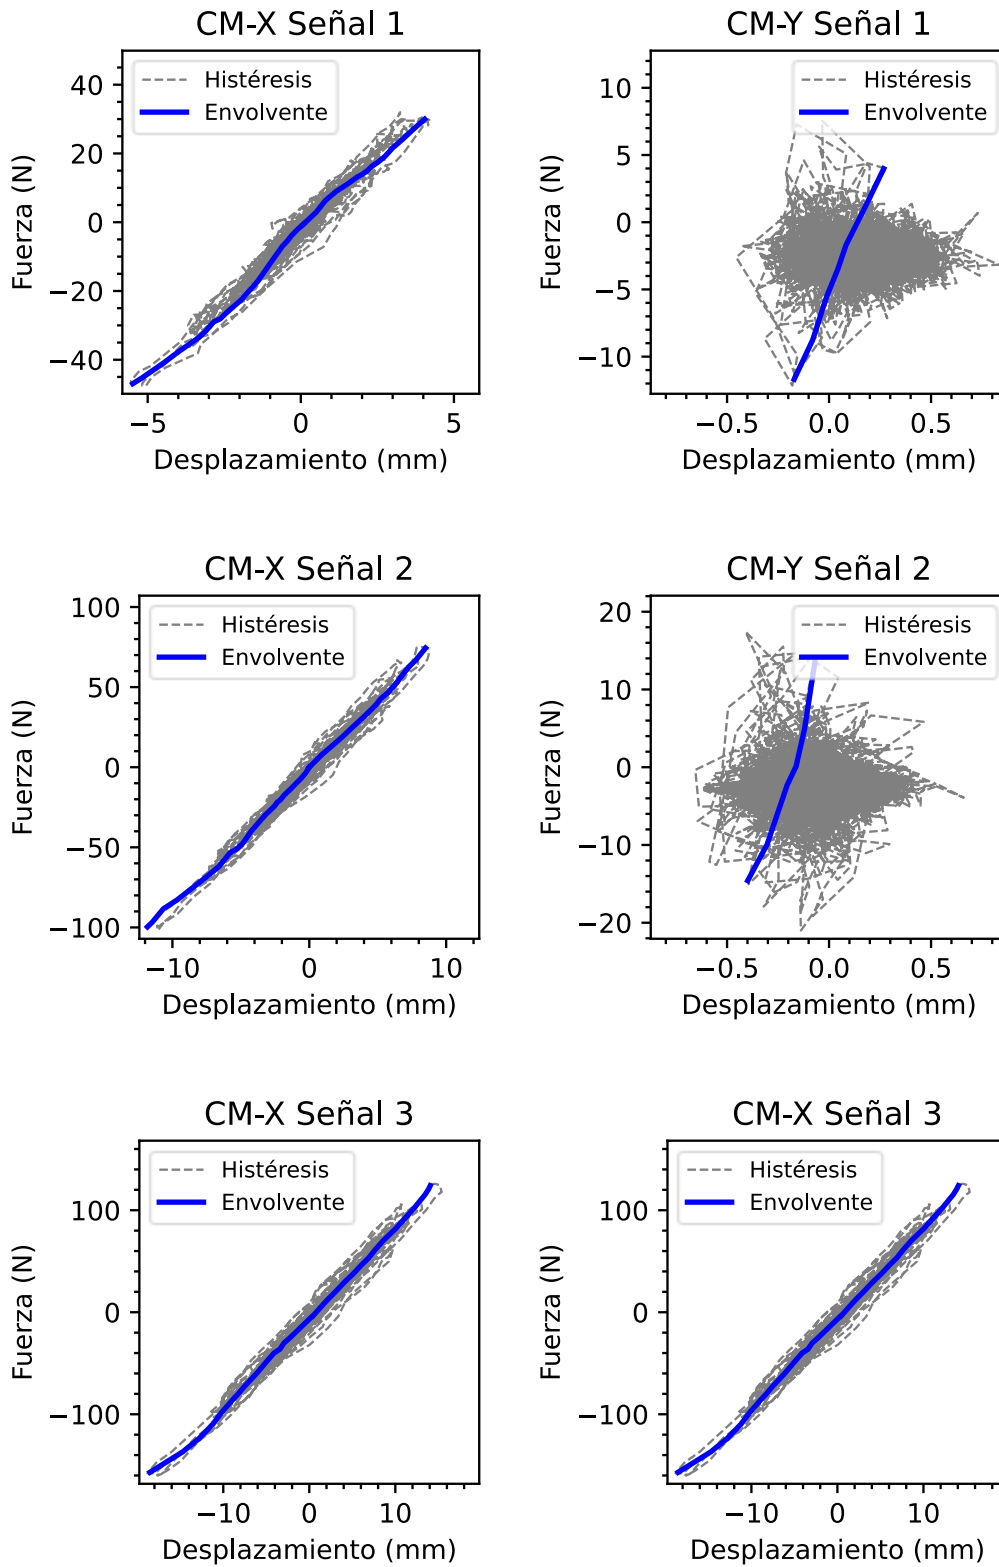 CM-X Señal 1
Histéresis
Envolvente
40
20
0
−20
−40
Fuerza (N)
−5 0 5
Desplazamiento (mm)
CM-Y Señal 1
Histéresis
Envolvente
10
5
0
−5
−10
Fuerza (N)
−0.5 0.0 0.5
Desplazamiento (mm)
CM-X Señal 2
Histéresis
Envolvente
100
50
0
−50
−100
Fuerza (N)
−10 0 10
Desplazamiento (mm)
CM-Y Señal 2
Histéresis
Envolvente
20
10
0
−10
−20
Fuerza (N)
−0.5 0.0 0.5
Desplazamiento (mm)
CM-X Señal 3
Histéresis
Envolvente
100
0
−100
Fuerza (N)
−10 0 10
Desplazamiento (mm)
CM-X Señal 3
Histéresis
Envolvente
100
0
−100
Fuerza (N)
−10 0 10
Desplazamiento (mm)